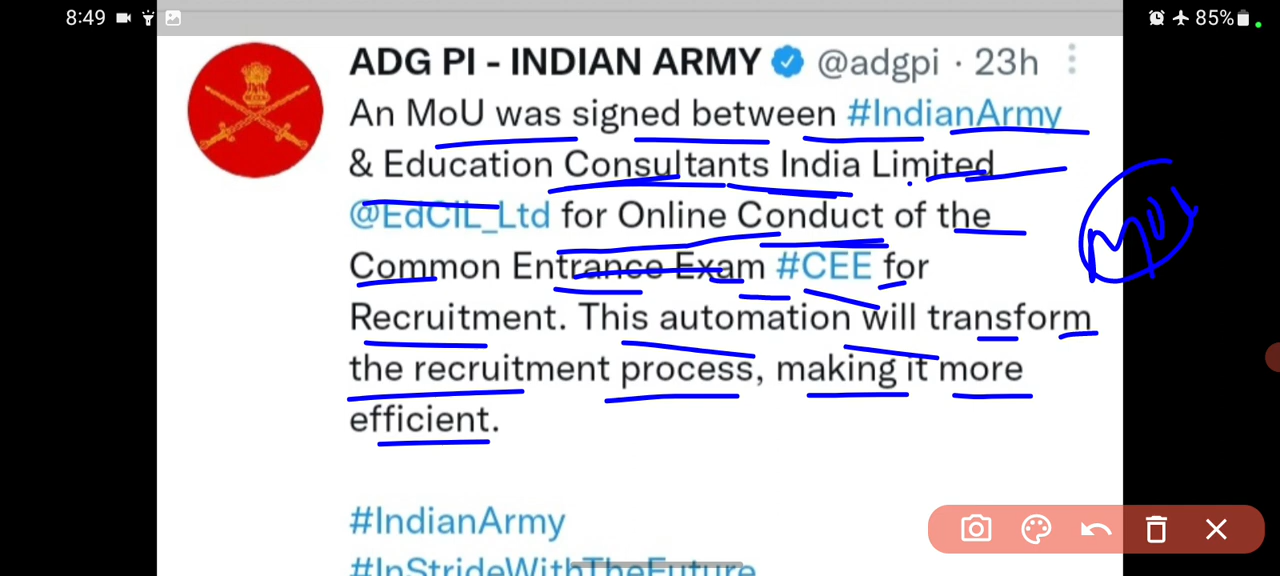 8:49
85%
ADG PI - INDIAN ARMY @adgpi · 23h
An MoU was signed between #IndianArmy
& Education Consultants India Limited
@EdCIL_Ltd for Online Conduct of the
Common Entrance Exam #CEE for
Recruitment. This automation will transform
the recruitment process, making it more
efficient.
MOU
#IndianArmy
#InStrideWithTheFuture